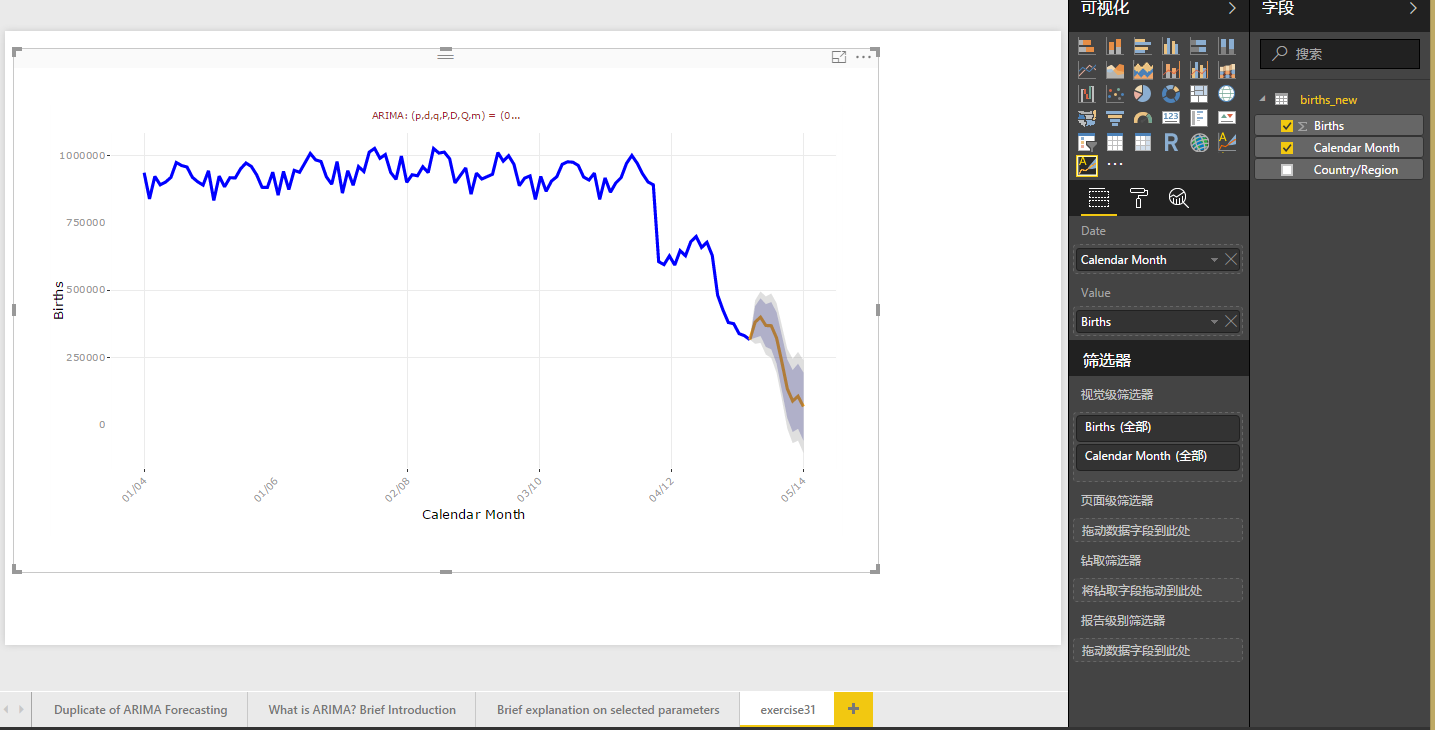 ARIMA: (p,d,q,P,D,Q,m) = (0...
1000000
750000
500000
250000
0
Births
01/04
01/06
02/08
03/10
04/12
05/14
Calendar Month
Duplicate of ARIMA Forecasting
What is ARIMA? Brief Introduction
Brief explanation on selected parameters
exercise31
+
可视化
123
R
A
A
...
Date
Calendar Month
Value
Births
筛选器
视觉级筛选器
Births (全部)
Calendar Month (全部)
页面级筛选器
拖动数据字段到此处
钻取筛选器
将钻取字段拖动到此处
报告级别筛选器
拖动数据字段到此处
字段
搜索
births_new
Σ Births
Calendar Month
Country/Region